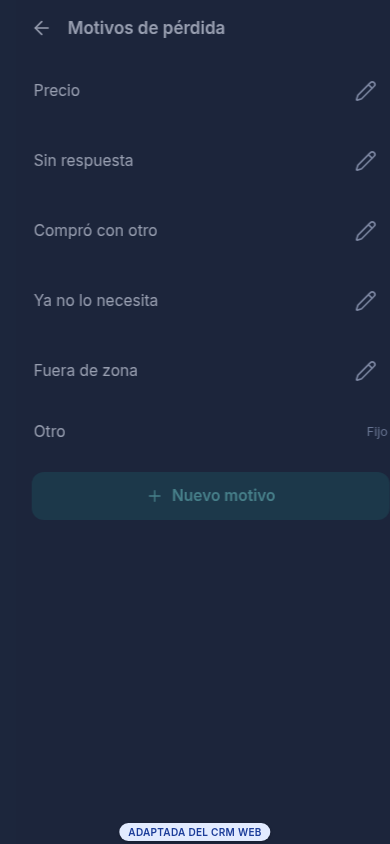 Motivos de pérdida
Precio
Sin respuesta
Compró con otro
Ya no lo necesita
Fuera de zona
Otro
Fijo
+ Nuevo motivo
ADAPTADA DEL CRM WEB